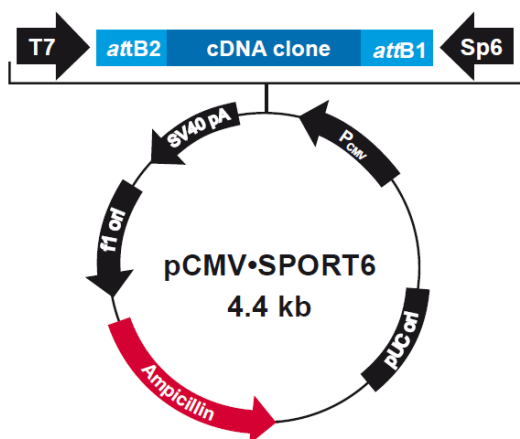 T7 attB2 cDNA clone attB1 Sp6
SV40 pA
PCMV
f1 ori
pCMV•SPORT6
4.4 kb
pUC ori
Ampicillin